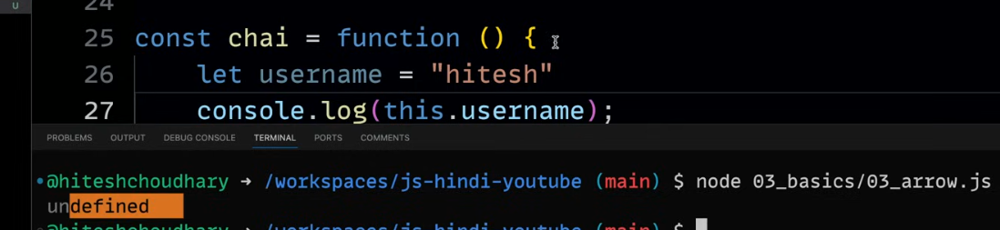 U
24
25 const chai = function () {
26 let username = "hitesh"
27 console.log(this.username);
PROBLEMS OUTPUT DEBUG CONSOLE TERMINAL PORTS COMMENTS
@hiteshchoudhary → /workspaces/js-hindi-youtube (main) $ node 03_basics/03_arrow.js
undefined
@hiteshchoudhary → /workspaces/js-hindi-youtube (main) $